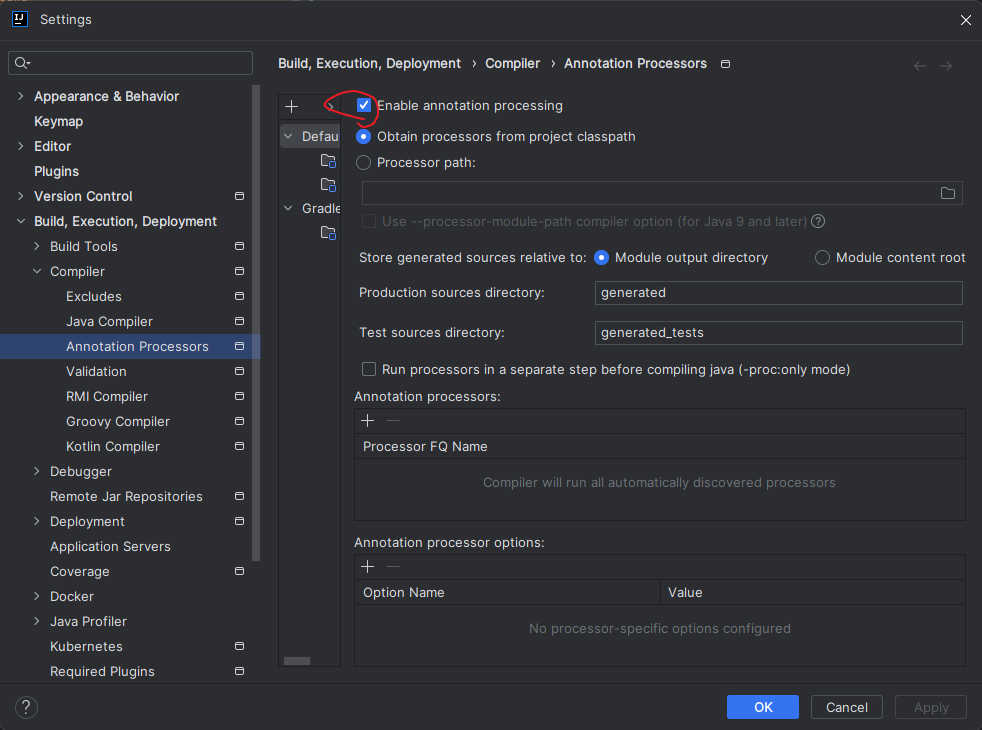 Settings
Build, Execution, Deployment › Compiler › Annotation Processors
Appearance & Behavior
Keymap
Editor
Plugins
Version Control
Build, Execution, Deployment
Build Tools
Compiler
Excludes
Java Compiler
Annotation Processors
Validation
RMI Compiler
Groovy Compiler
Kotlin Compiler
Debugger
Remote Jar Repositories
Deployment
Application Servers
Coverage
Docker
Java Profiler
Kubernetes
Required Plugins
Defau
Gradle
Enable annotation processing
Obtain processors from project classpath
Processor path:
Use --processor-module-path compiler option (for Java 9 and later) ?
Store generated sources relative to: Module output directory Module content root
Production sources directory: generated
Test sources directory: generated_tests
Run processors in a separate step before compiling java (-proc:only mode)
Annotation processors:
Processor FQ Name
Compiler will run all automatically discovered processors
Annotation processor options:
Option Name Value
No processor-specific options configured
? OK Cancel Apply